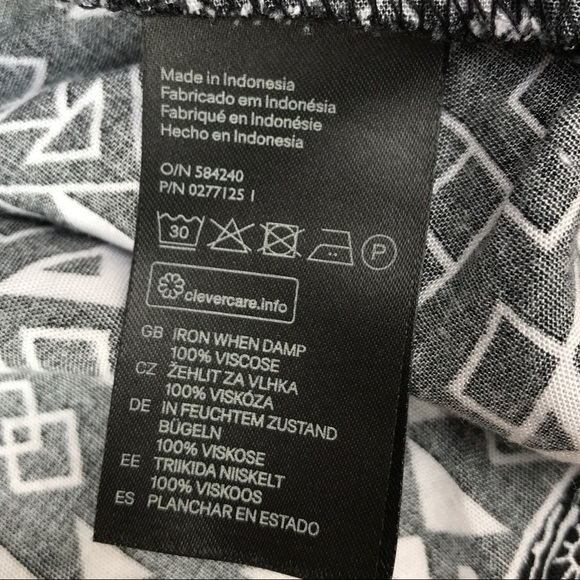 Made in Indonesia
Fabricado em Indonésia
Fabriqué en Indonésie
Hecho en Indonesia
O/N 584240
P/N 0277125 1
30 P
clevercare.info
GB IRON WHEN DAMP
100% VISCOSE
CZ ŽEHLIT ZA VLHKA
100% VISKÓZA
DE IN FEUCHTEM ZUSTAND
BÜGELN
100% VISKOSE
EE TRIIKIDA NIISKELT
100% VISKOOS
ES PLANCHAR EN ESTADO